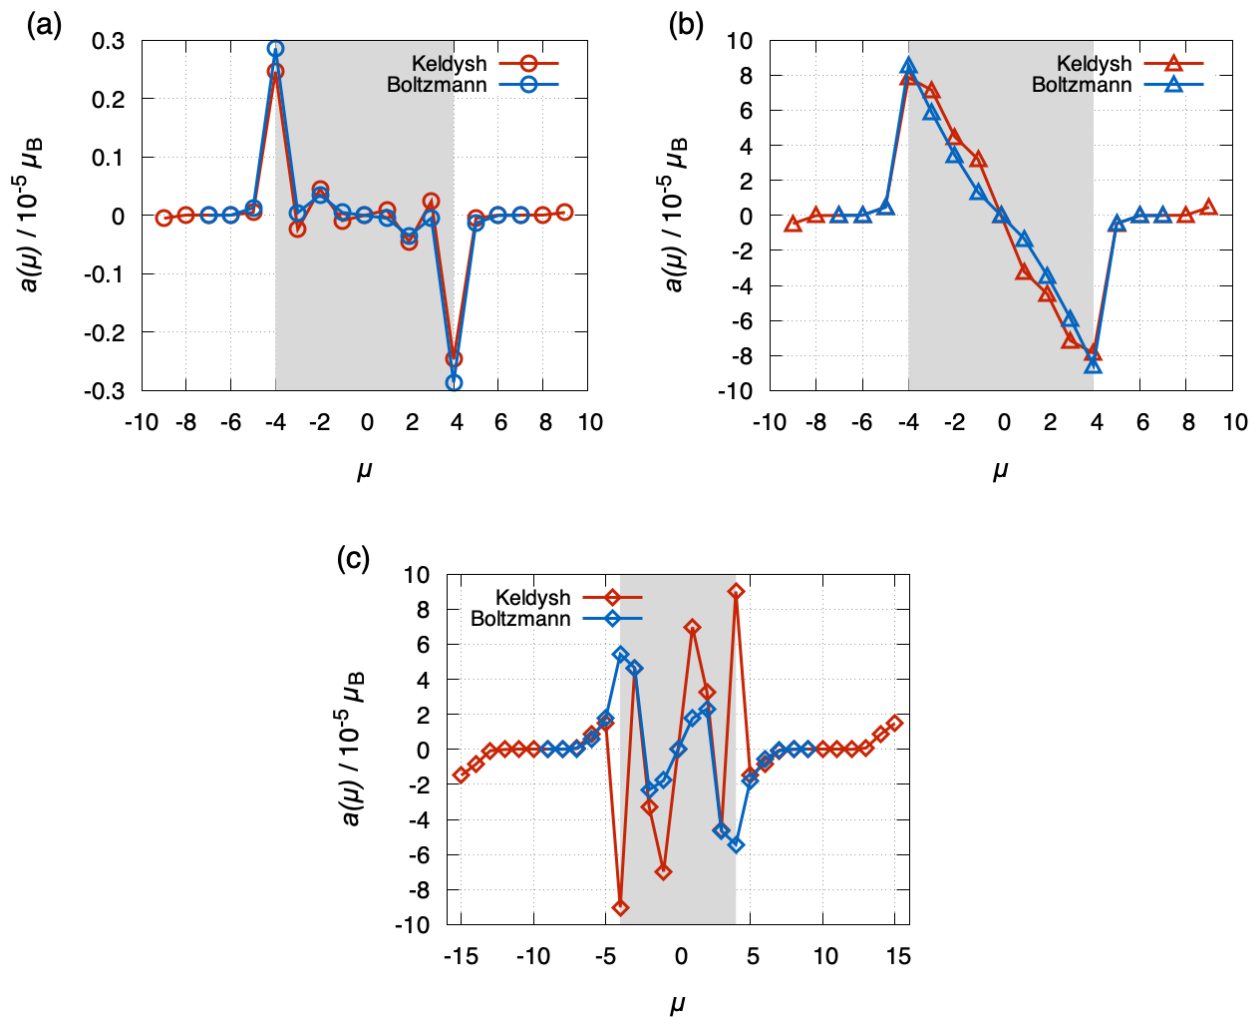 (a)
0.3
0.2
0.1
0
-0.1
-0.2
-0.3
a(μ) / 10⁻⁵ μB
Keldysh
Boltzmann
-10 -8 -6 -4 -2 0 2 4 6 8 10
μ
(b)
10
8
6
4
2
0
-2
-4
-6
-8
-10
a(μ) / 10⁻⁵ μB
Keldysh
Boltzmann
-10 -8 -6 -4 -2 0 2 4 6 8 10
μ
(c)
10
8
6
4
2
0
-2
-4
-6
-8
-10
a(μ) / 10⁻⁵ μB
Keldysh
Boltzmann
-15 -10 -5 0 5 10 15
μ